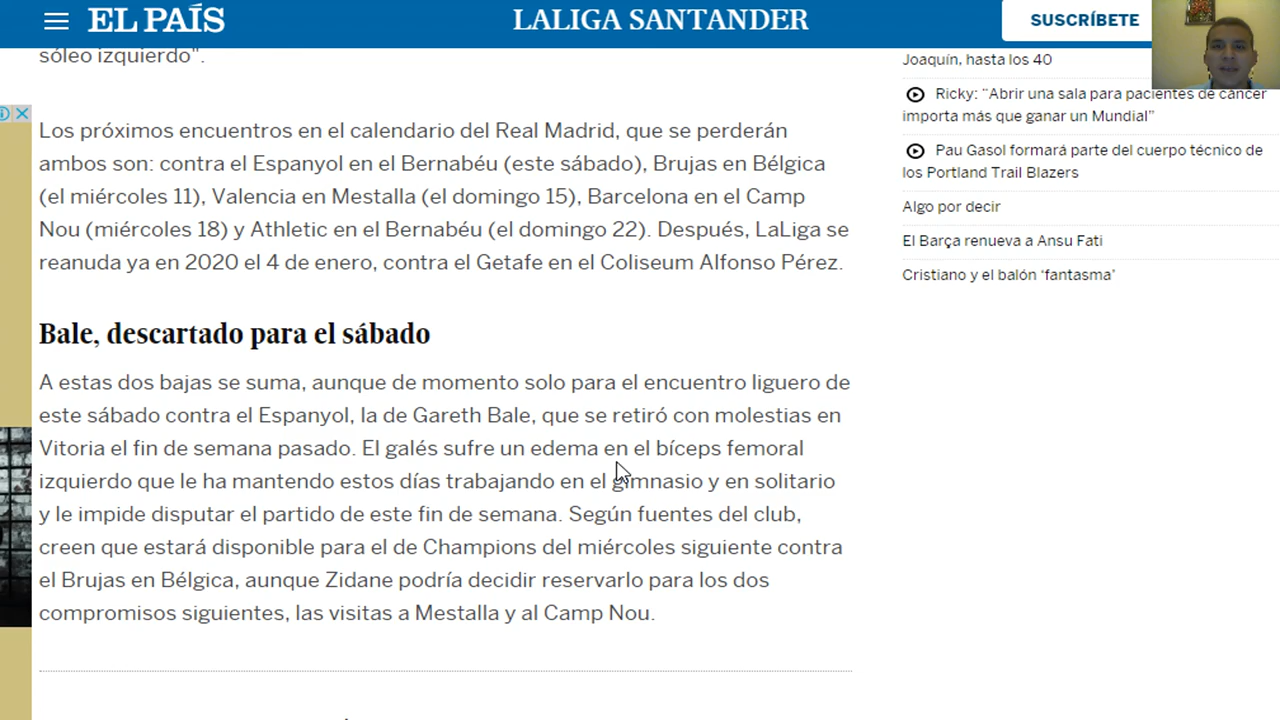 EL PAÍS
LALIGA SANTANDER
SUSCRÍBETE
sóleo izquierdo".
Los próximos encuentros en el calendario del Real Madrid, que se perderán
ambos son: contra el Espanyol en el Bernabéu (este sábado), Brujas en Bélgica
(el miércoles 11), Valencia en Mestalla (el domingo 15), Barcelona en el Camp
Nou (miércoles 18) y Athletic en el Bernabéu (el domingo 22). Después, LaLiga se
reanuda ya en 2020 el 4 de enero, contra el Getafe en el Coliseum Alfonso Pérez.
Bale, descartado para el sábado
A estas dos bajas se suma, aunque de momento solo para el encuentro liguero de
este sábado contra el Espanyol, la de Gareth Bale, que se retiró con molestias en
Vitoria el fin de semana pasado. El galés sufre un edema en el bíceps femoral
izquierdo que le ha mantendo estos días trabajando en el gimnasio y en solitario
y le impide disputar el partido de este fin de semana. Según fuentes del club,
creen que estará disponible para el de Champions del miércoles siguiente contra
el Brujas en Bélgica, aunque Zidane podría decidir reservarlo para los dos
compromisos siguientes, las visitas a Mestalla y al Camp Nou.
Joaquín, hasta los 40
Ricky: “Abrir una sala para pacientes de cáncer
importa más que ganar un Mundial”
Pau Gasol formará parte del cuerpo técnico de
los Portland Trail Blazers
Algo por decir
El Barça renueva a Ansu Fati
Cristiano y el balón ‘fantasma’